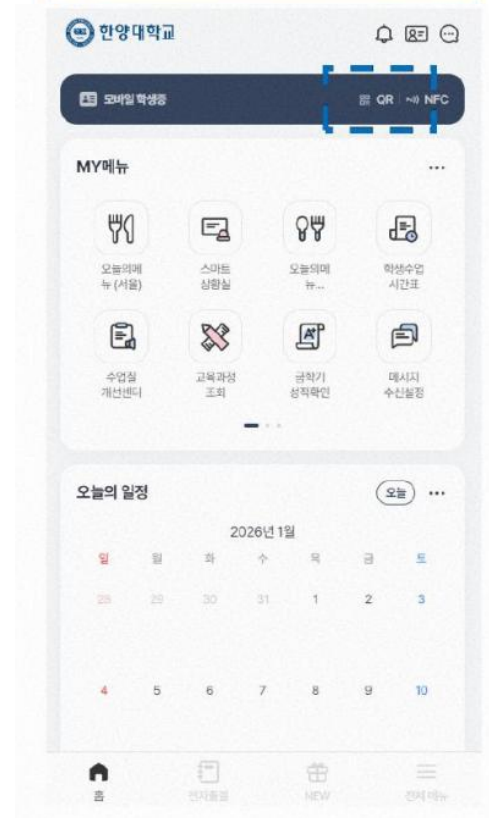 한양대학교
모바일 학생증 QR NFC
MY메뉴
오늘의메뉴 (서울)
스마트 상황실
오늘의메뉴...
학생수업 시간표
수업질 개선센터
교육과정 조회
금학기 성적확인
메시지 수신설정
오늘의 일정 오늘
2026년 1월
일 월 화 수 목 금 토
28 29 30 31 1 2 3
4 5 6 7 8 9 10
홈 전자출결 NEW 전체 메뉴